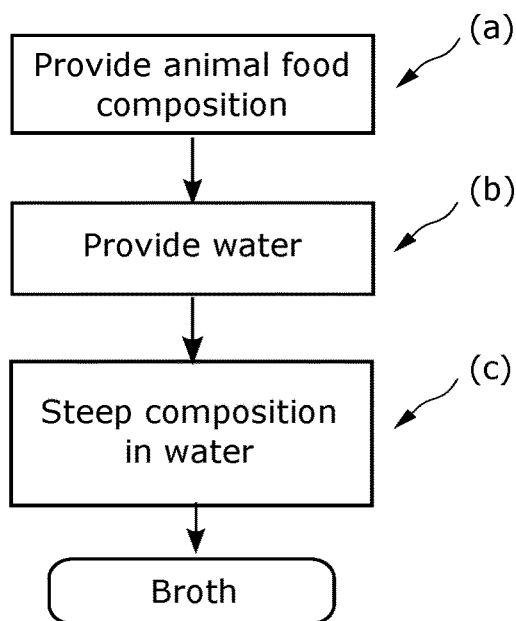 (a)
Provide animal food
composition
(b)
Provide water
(c)
Steep composition
in water
Broth